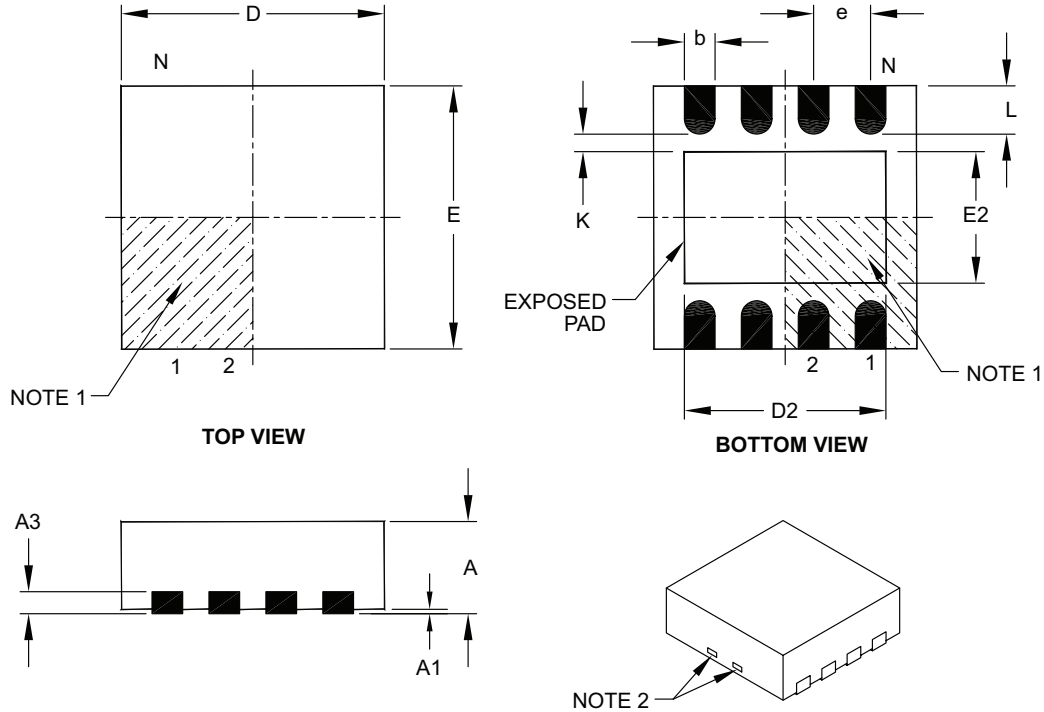 D
N
E
1 2
NOTE 1
TOP VIEW
b
e
N
L
K
E2
EXPOSED
PAD
2 1
NOTE 1
D2
BOTTOM VIEW
A3
A
A1
NOTE 2